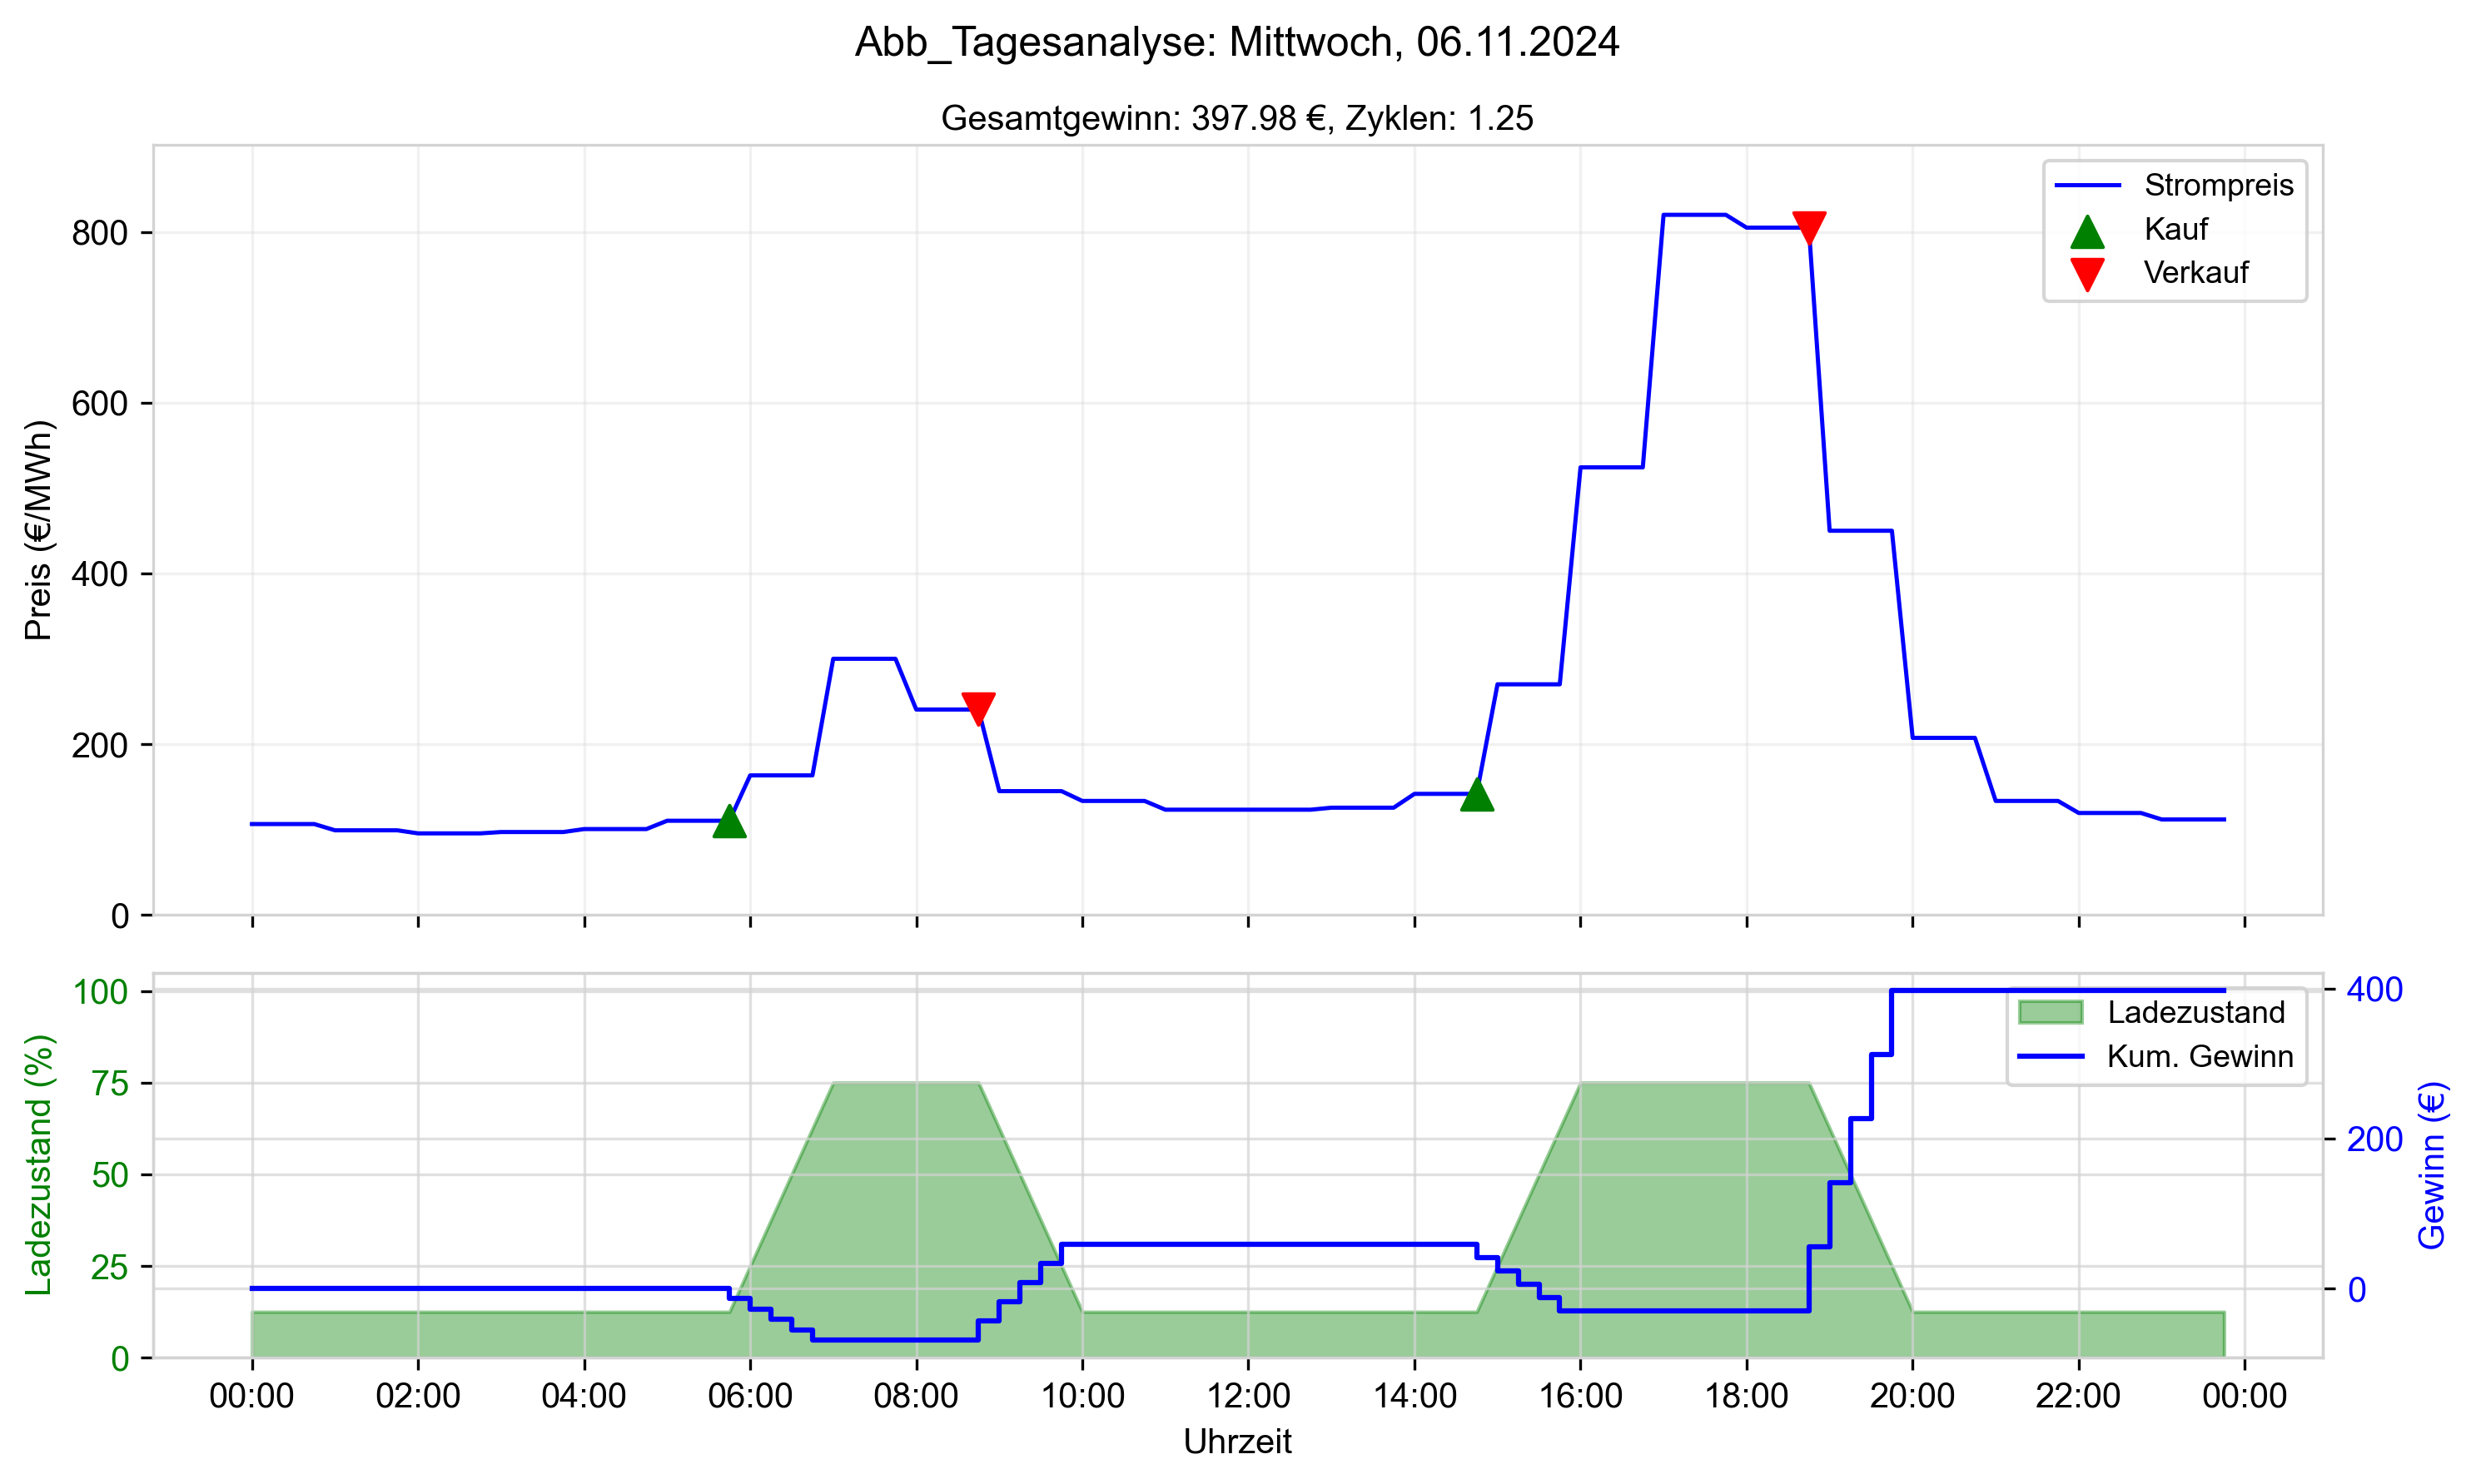 Abb_Tagesanalyse: Mittwoch, 06.11.2024
Gesamtgewinn: 397.98 €, Zyklen: 1.25
Preis (€/MWh)
800
600
400
200
0
Strompreis
Kauf
Verkauf
Ladezustand (%)
100
75
50
25
0
Ladezustand
Kum. Gewinn
400
200
0
Gewinn (€)
00:00 02:00 04:00 06:00 08:00 10:00 12:00 14:00 16:00 18:00 20:00 22:00 00:00
Uhrzeit